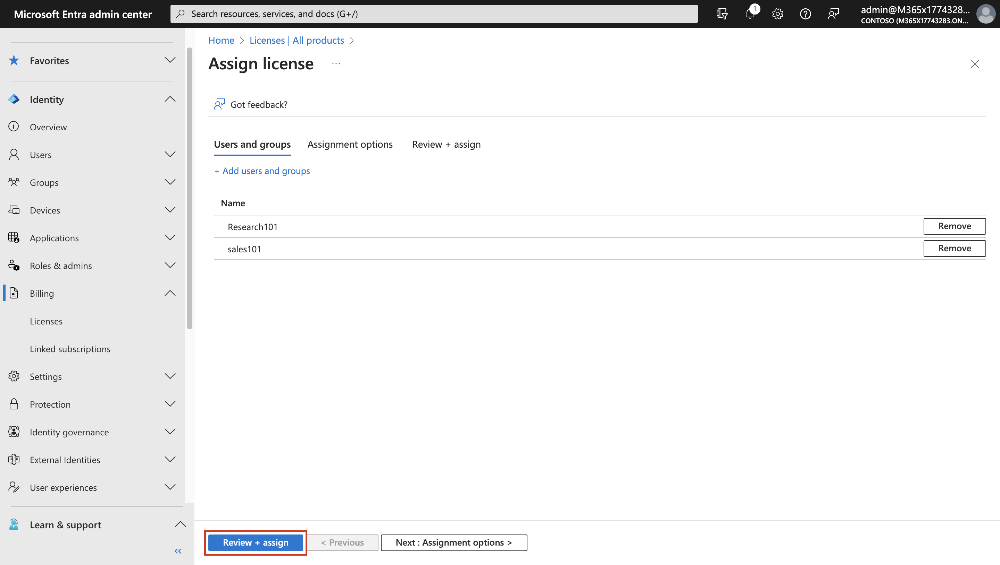 Microsoft Entra admin center
Search resources, services, and docs (G+/)
1
admin@M365x1774328...
CONTOSO (M365X17743283.ON...
Favorites
Identity
Overview
Users
Groups
Devices
Applications
Roles & admins
Billing
Licenses
Linked subscriptions
Settings
Protection
Identity governance
External Identities
User experiences
Learn & support
«
Home > Licenses | All products >
Assign license ...
Got feedback?
Users and groups Assignment options Review + assign
+ Add users and groups
Name
Research101 Remove
sales101 Remove
Review + assign < Previous Next : Assignment options >